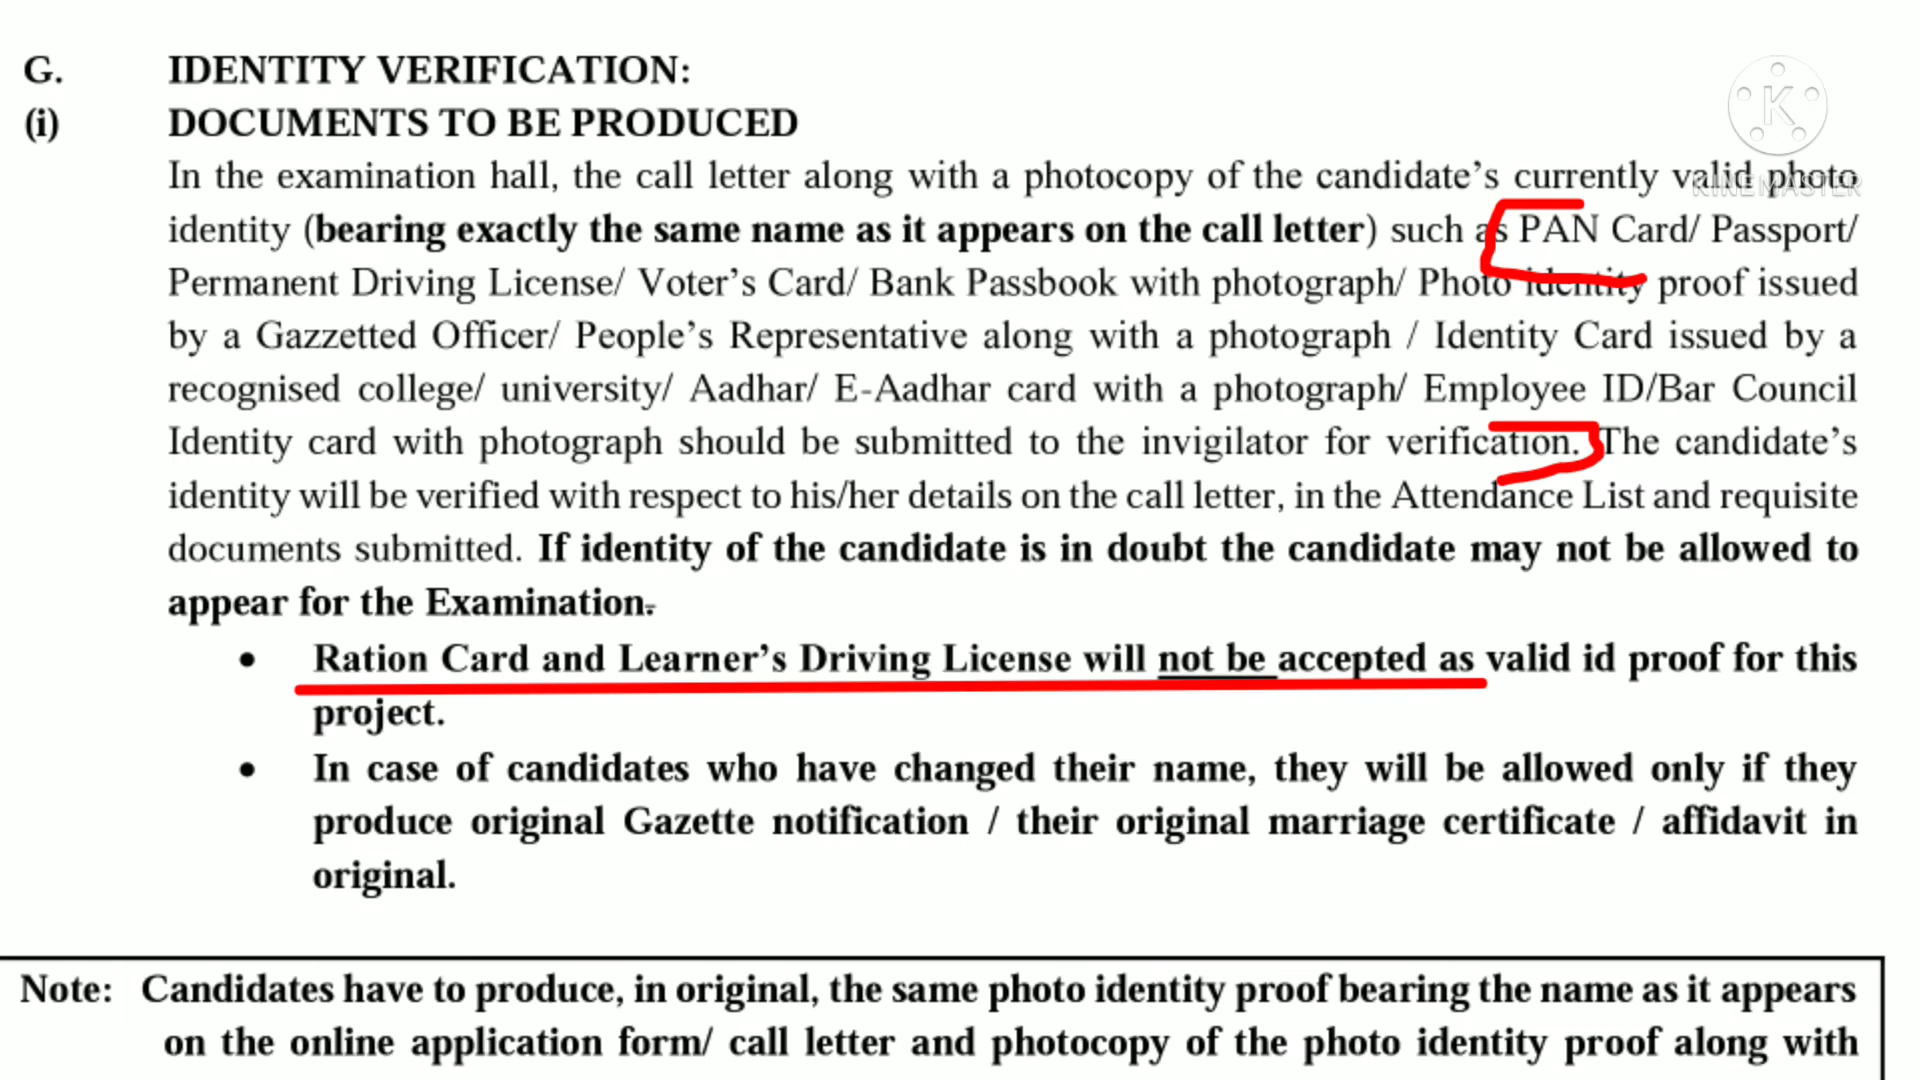 G. IDENTITY VERIFICATION:
(i) DOCUMENTS TO BE PRODUCED
In the examination hall, the call letter along with a photocopy of the candidate’s currently valid photo
KINEMASTER
identity (bearing exactly the same name as it appears on the call letter) such as PAN Card/ Passport/
Permanent Driving License/ Voter’s Card/ Bank Passbook with photograph/ Photo identity proof issued
by a Gazzetted Officer/ People’s Representative along with a photograph / Identity Card issued by a
recognised college/ university/ Aadhar/ E-Aadhar card with a photograph/ Employee ID/Bar Council
Identity card with photograph should be submitted to the invigilator for verification. The candidate’s
identity will be verified with respect to his/her details on the call letter, in the Attendance List and requisite
documents submitted. If identity of the candidate is in doubt the candidate may not be allowed to
appear for the Examination.
• Ration Card and Learner’s Driving License will not be accepted as valid id proof for this
project.
• In case of candidates who have changed their name, they will be allowed only if they
produce original Gazette notification / their original marriage certificate / affidavit in
original.
Note: Candidates have to produce, in original, the same photo identity proof bearing the name as it appears
on the online application form/ call letter and photocopy of the photo identity proof along with